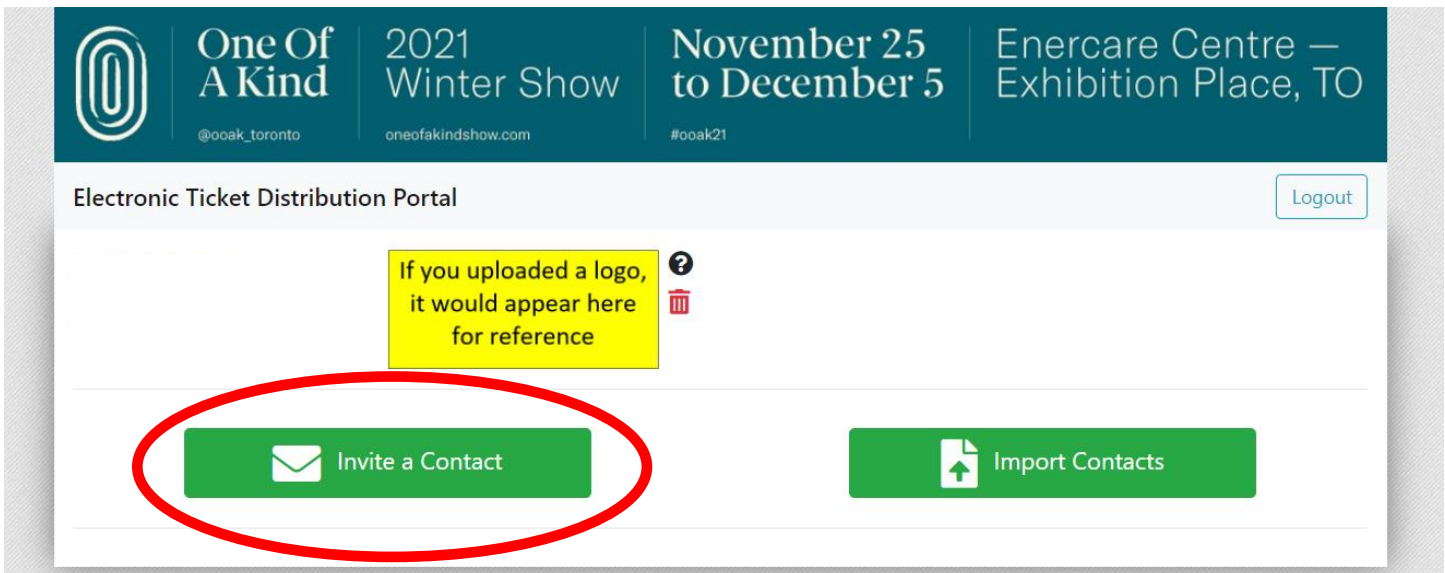 One Of
A Kind
@ooak_toronto
2021
Winter Show
oneofakindshow.com
November 25
to December 5
#ooak21
Enercare Centre —
Exhibition Place, TO
Electronic Ticket Distribution Portal
Logout
If you uploaded a logo,
it would appear here
for reference
?
Invite a Contact
Import Contacts